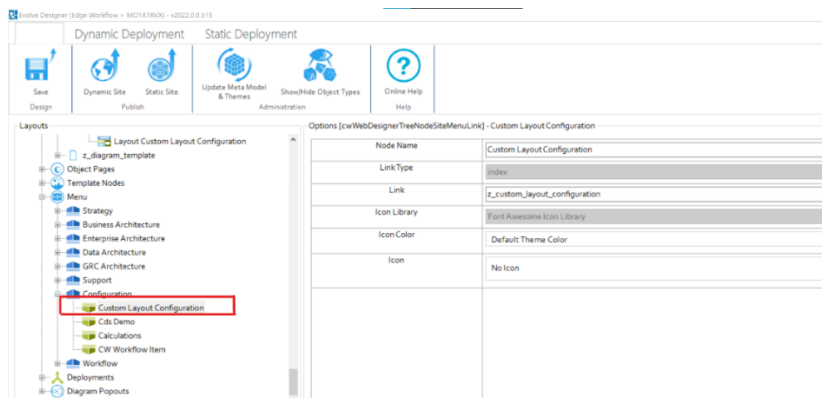 Evolve Designer (Edge Workflow > MO1X7AVX) - v2022.0.0.515
Dynamic Deployment Static Deployment
Save
Dynamic Site
Static Site
Update Meta Model
& Themes
Show/Hide Object Types
Online Help
Design
Publish
Administration
Help
Layouts
Layout Custom Layout Configuration
z_diagram_template
Object Pages
Template Nodes
Menu
Strategy
Business Architecture
Enterprise Architecture
Data Architecture
GRC Architecture
Support
Configuration
Custom Layout Configuration
Cds Demo
Calculations
CW Workflow Item
Workflow
Deployments
Diagram Popouts
Options [cwWebDesignerTreeNodeSiteMenuLink] - Custom Layout Configuration
Node Name Custom Layout Configuration
Link Type index
Link z_custom_layout_configuration
Icon Library Font Awesome Icon Library
Icon Color Default Theme Color
Icon No Icon